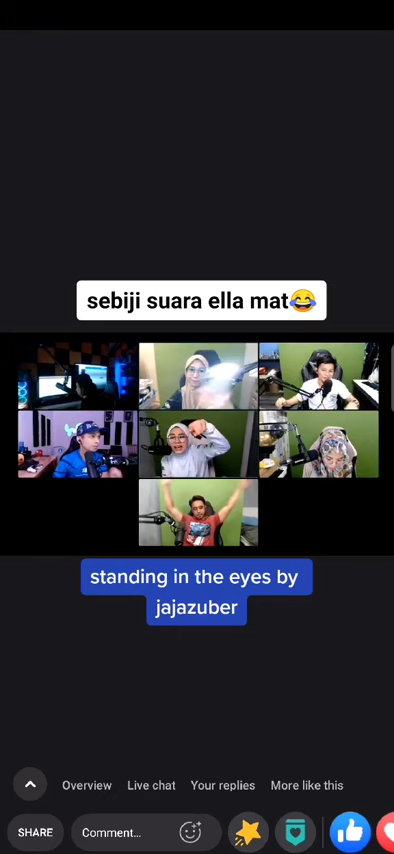 sebiji suara ella mat😂
standing in the eyes by
jajazuber
Overview Live chat Your replies More like this
SHARE Comment...